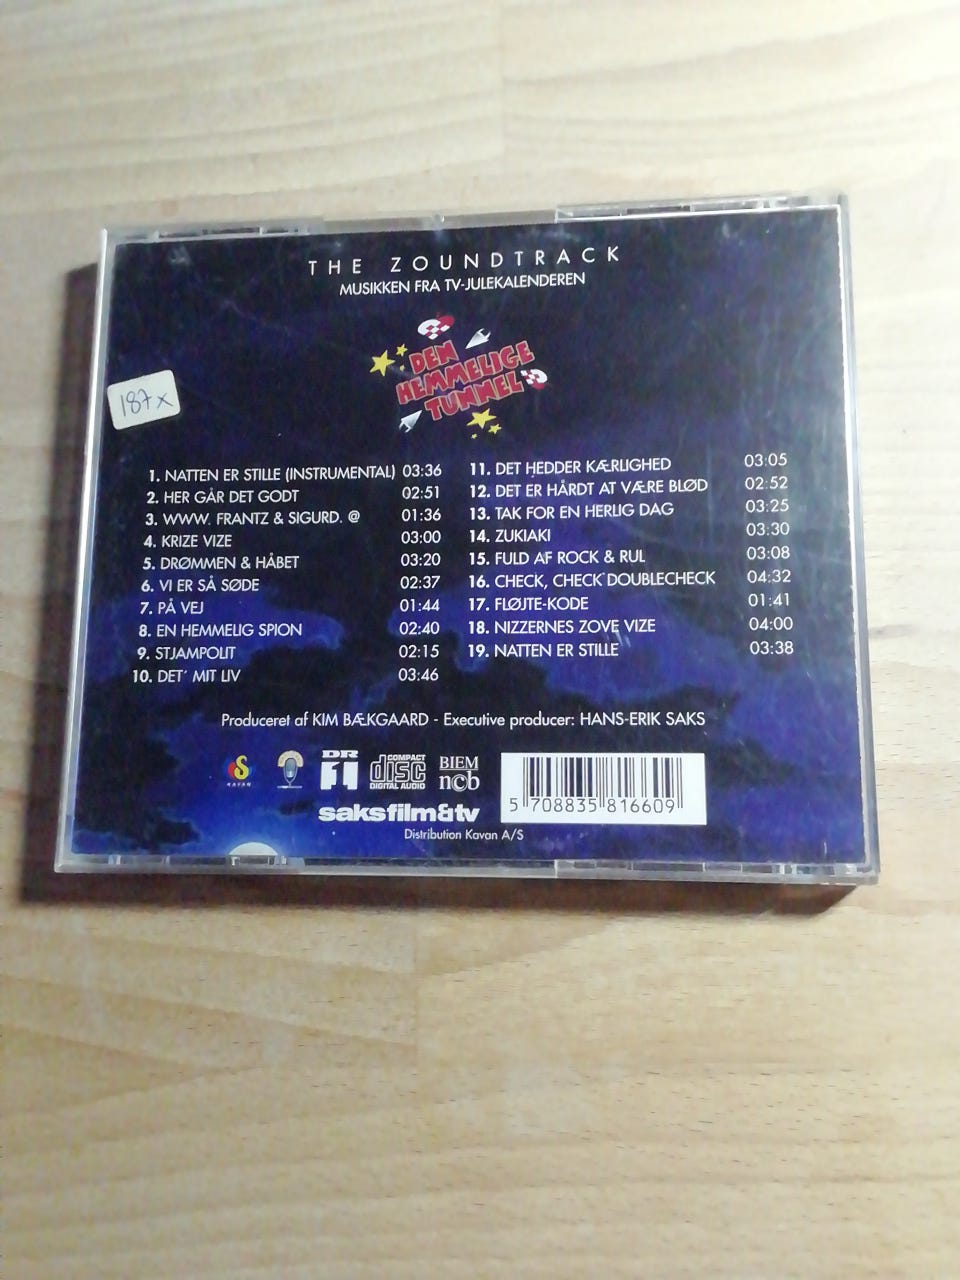 THE ZOUNDTRACK
MUSIKKEN FRA TV-JULEKALENDEREN
DEN
HEMMELIGE
TUNNEL
187x
1. NATTEN ER STILLE (INSTRUMENTAL) 03:36
2. HER GÅR DET GODT 02:51
3. WWW. FRANTZ & SIGURD. @ 01:36
4. KRIZE VIZE 03:00
5. DRØMMEN & HÅBET 03:20
6. VI ER SÅ SØDE 02:37
7. PÅ VEJ 01:44
8. EN HEMMELIG SPION 02:40
9. STJAMPOLIT 02:15
10. DET´ MIT LIV 03:46
11. DET HEDDER KÆRLIGHED 03:05
12. DET ER HÅRDT AT VÆRE BLØD 02:52
13. TAK FOR EN HERLIG DAG 03:25
14. ZUKIAKI 03:30
15. FULD AF ROCK & RUL 03:08
16. CHECK, CHECK DOUBLECHECK 04:32
17. FLØJTE-KODE 01:41
18. NIZZERNES ZOVE VIZE 04:00
19. NATTEN ER STILLE 03:38
Produceret af KIM BÆKGAARD - Executive producer: HANS-ERIK SAKS
KAVAN
DR
1
COMPACT
disc
DIGITAL AUDIO
BIEM
ncb
5 708835 816609
saksfilm&tv
Distribution Kavan A/S